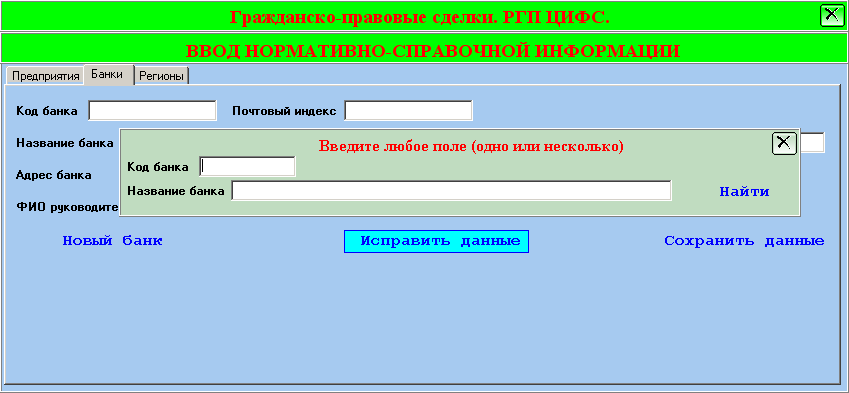 Гражданско-правовые сделки. РГП ЦИФС.
ВВОД НОРМАТИВНО-СПРАВОЧНОЙ ИНФОРМАЦИИ
Предприятия Банки Регионы
Код банка Почтовый индекс
Название банка
Введите любое поле (одно или несколько)
Код банка
Адрес банка
Название банка Найти
ФИО руководите
Новый банк Исправить данные Сохранить данные